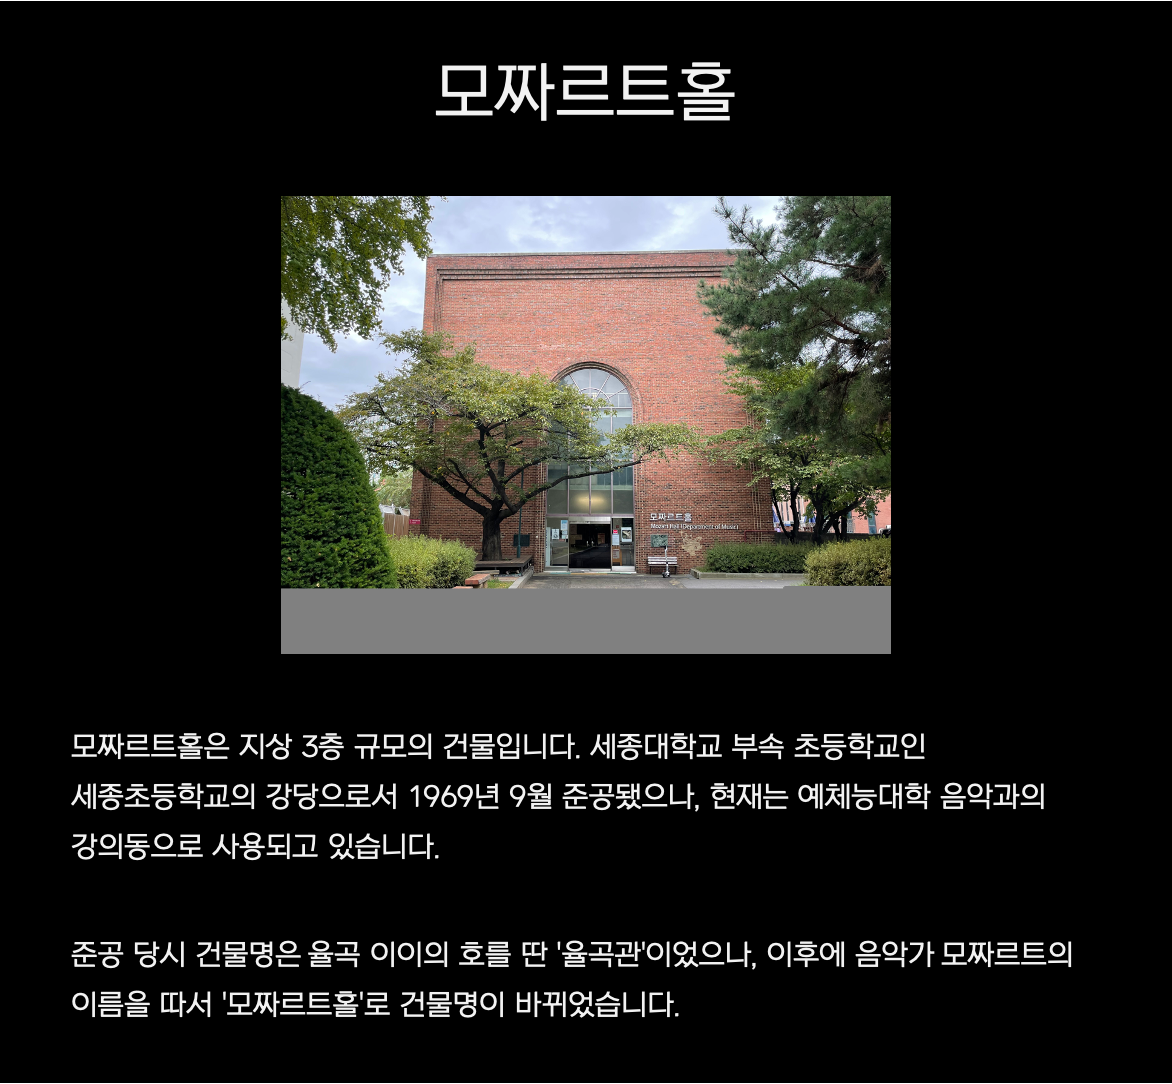 모짜르트홀
모짜르트홀
Mozart Hall (Department of Music)
모짜르트홀은 지상 3층 규모의 건물입니다. 세종대학교 부속 초등학교인
세종초등학교의 강당으로서 1969년 9월 준공됐으나, 현재는 예체능대학 음악과의
강의동으로 사용되고 있습니다.
준공 당시 건물명은 율곡 이이의 호를 딴 '율곡관'이었으나, 이후에 음악가 모짜르트의
이름을 따서 '모짜르트홀'로 건물명이 바뀌었습니다.